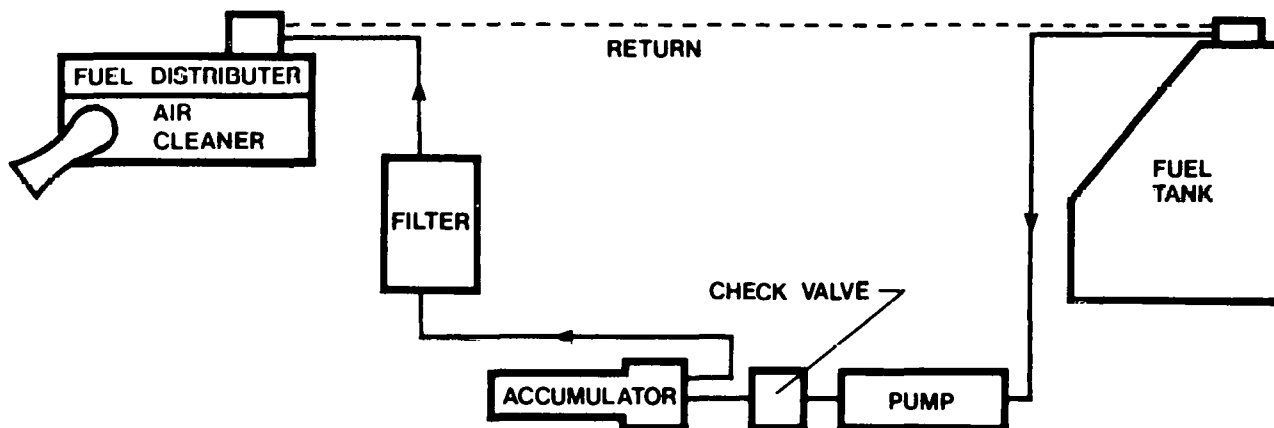 RETURN
FUEL DISTRIBUTER
AIR
CLEANER
FUEL
TANK
FILTER
CHECK VALVE
ACCUMULATOR
PUMP